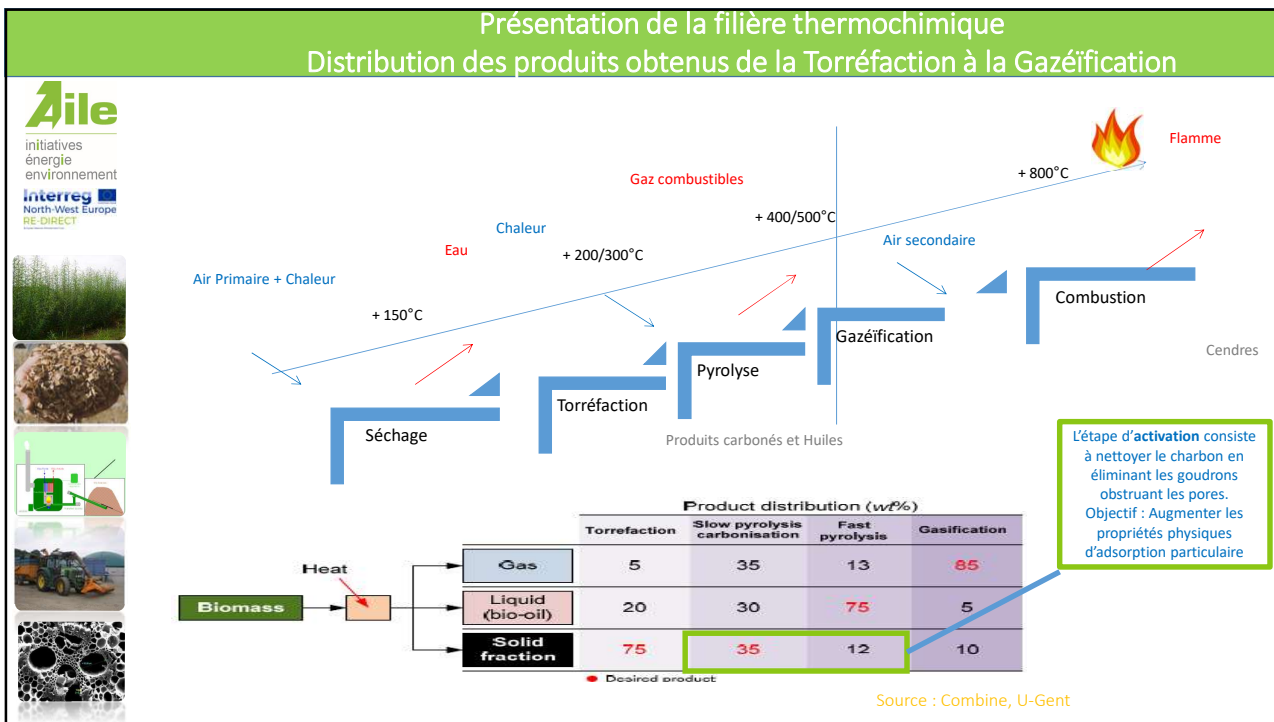 Présentation de la filière thermochimique
Distribution des produits obtenus de la Torréfaction à la Gazéïfication
Aile
initiatives
énergie
environnement
Interreg
North-West Europe
RE-DIRECT
Flamme
+ 800°C
Gaz combustibles
+ 400/500°C
Chaleur
Air secondaire
Eau
+ 200/300°C
Air Primaire + Chaleur
+ 150°C
Combustion
Gazéïfication
Cendres
Pyrolyse
Torréfaction
Séchage
Produits carbonés et Huiles
L'étape d'activation consiste
à nettoyer le charbon en
éliminant les goudrons
obstruant les pores.
Objectif : Augmenter les
propriétés physiques
d'adsorption particulaire
Product distribution (wt%)
Torrefaction Slow pyrolysis carbonisation Fast pyrolysis Gasification
Heat
Gas 5 35 13 85
Biomass
Liquid (bio-oil) 20 30 75 5
Solid fraction 75 35 12 10
Desired product
Source : Combine, U-Gent